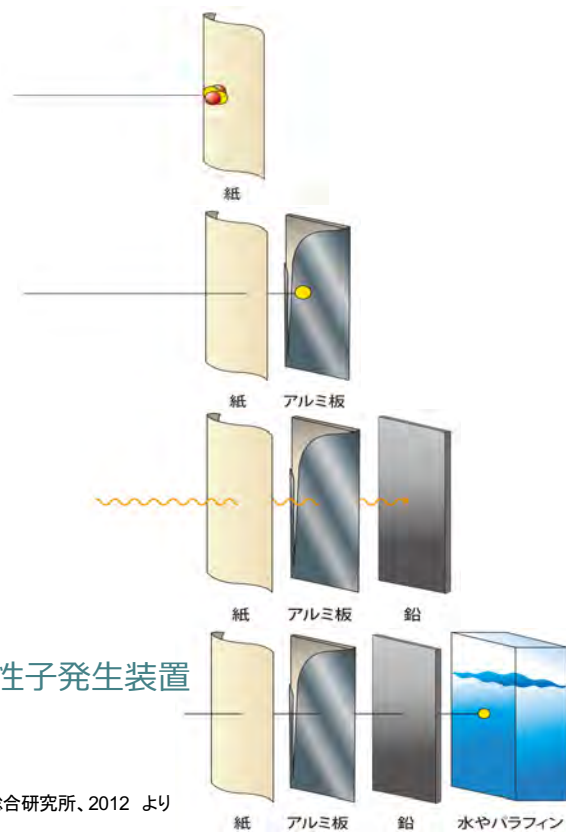 紙
紙 アルミ板
紙 アルミ板 鉛
性子発生装置
合研究所、2012 より
紙 アルミ板 鉛 水やパラフィン